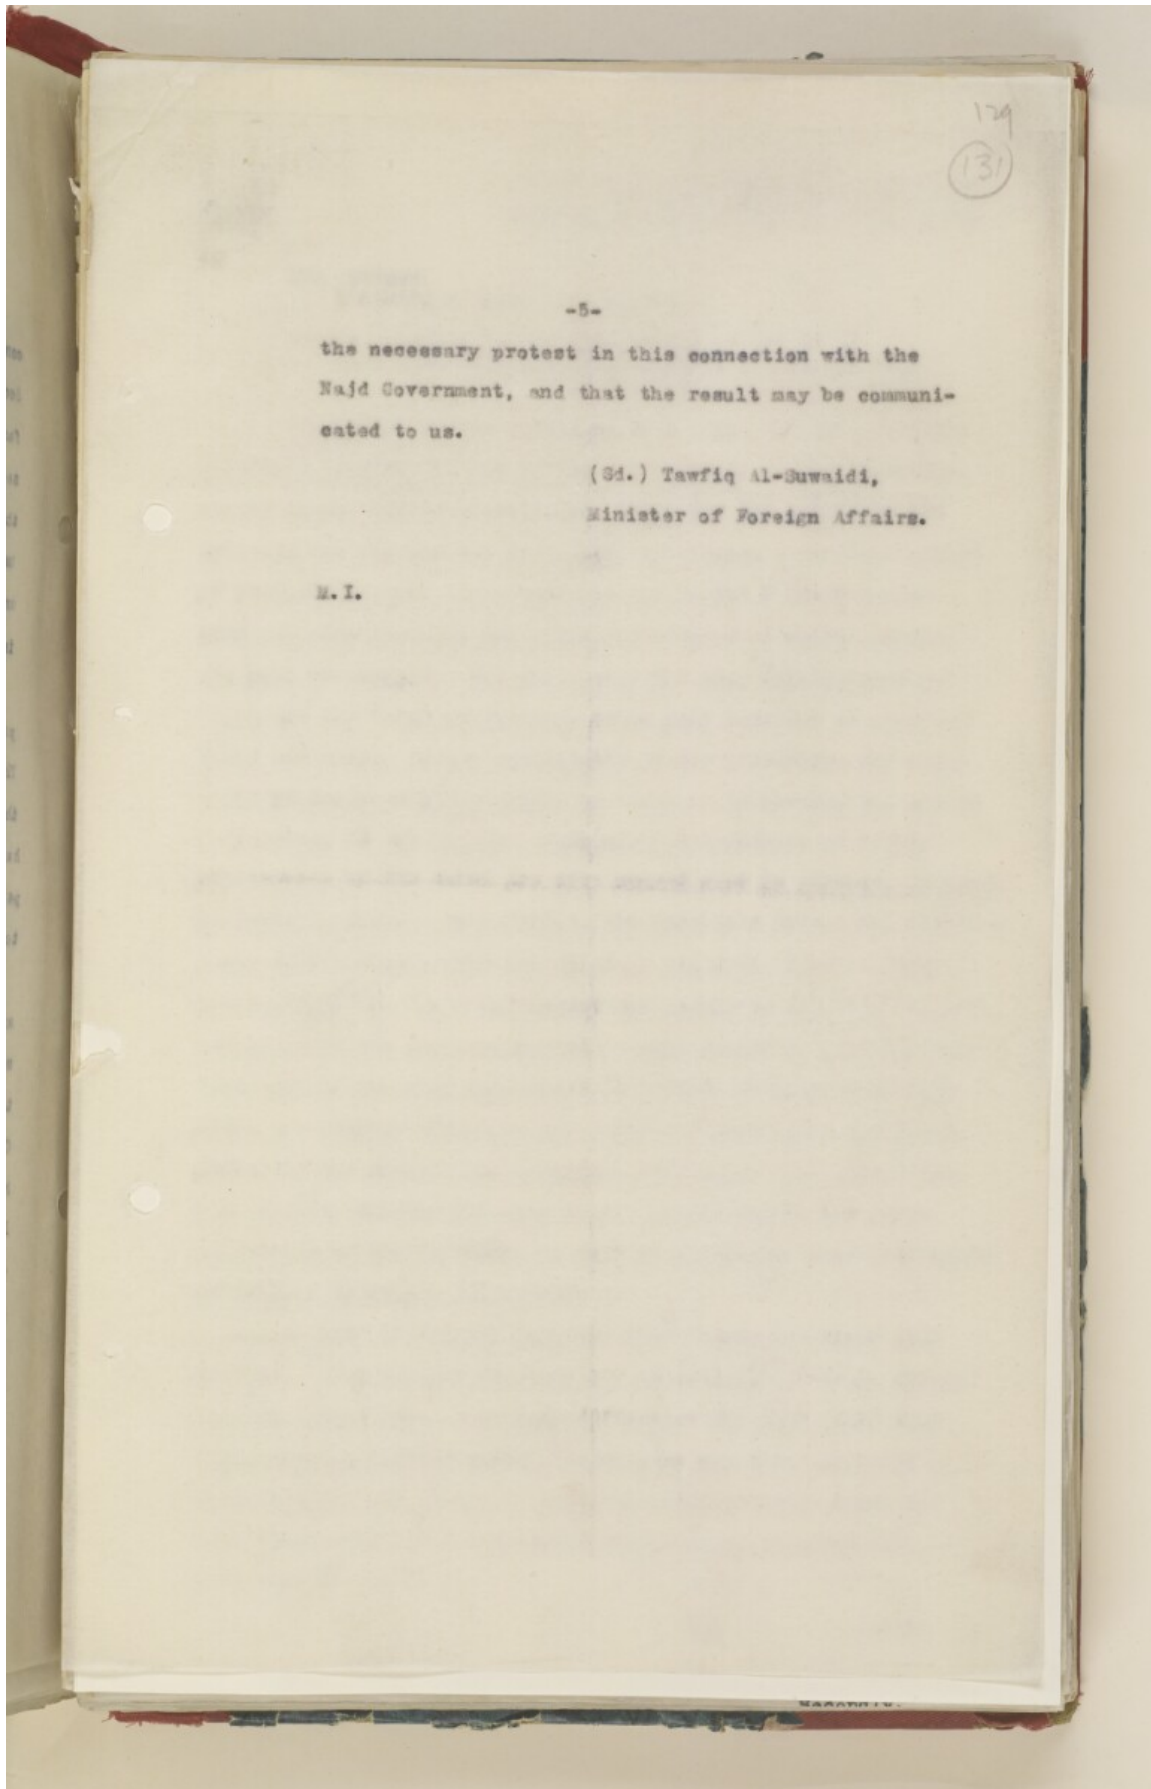 129
131
-5-
the necessary protest in this connection with the
Najd Government, and that the result may be communi-
cated to us.
(Sd.) Tawfiq Al-Suwaidi,
Minister of Foreign Affairs.
M.I.
Secondly.